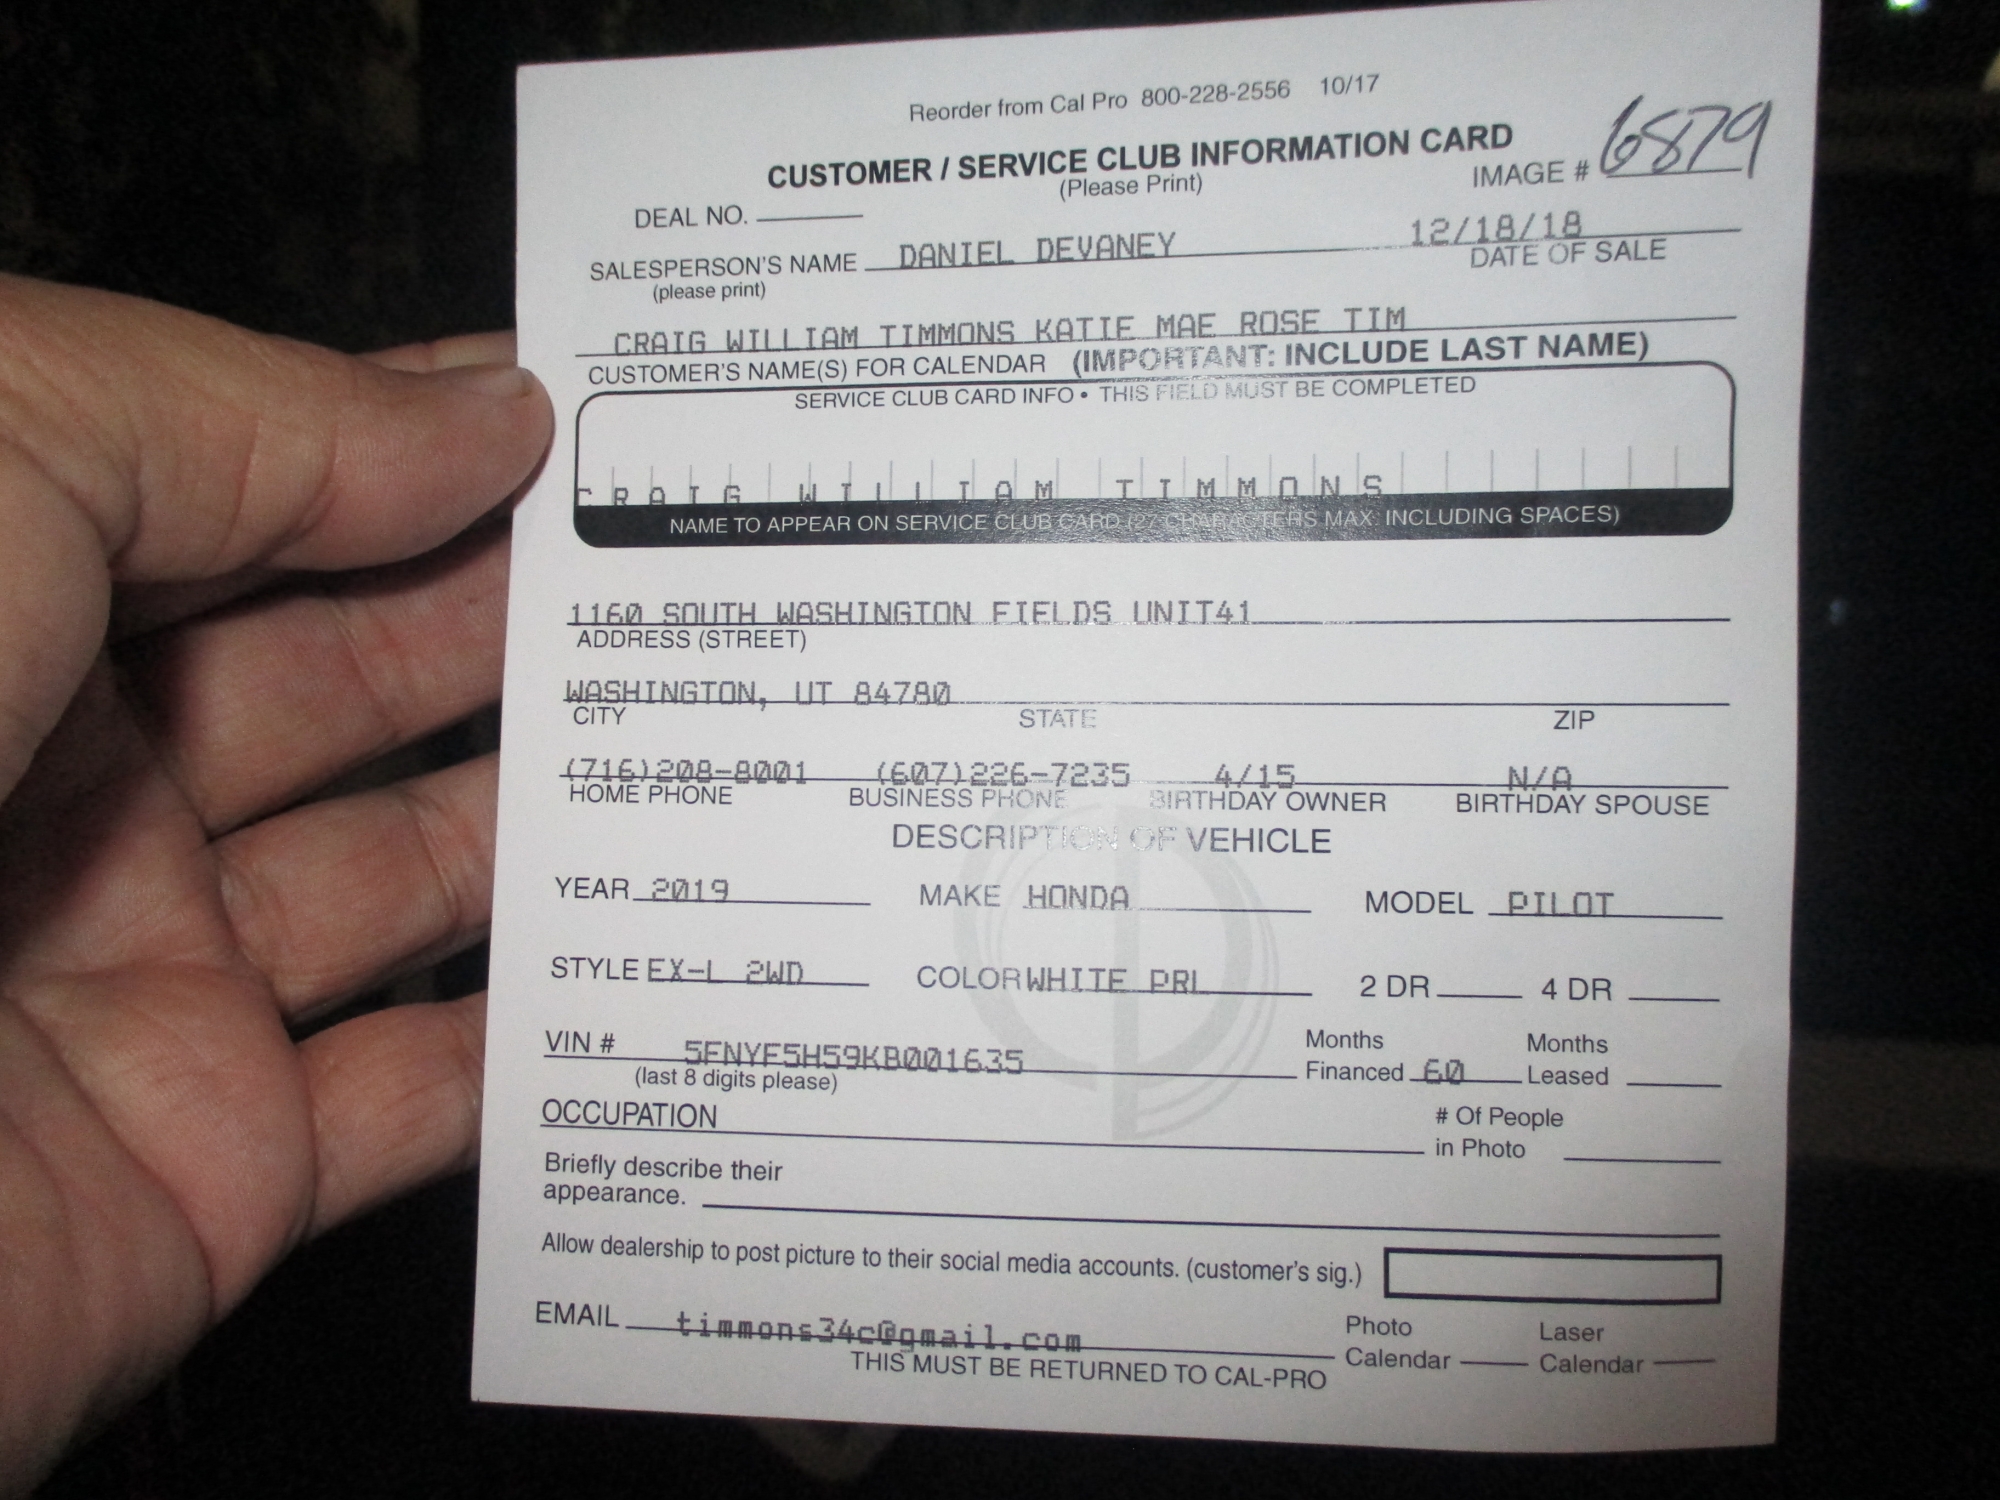 Reorder from Cal Pro 800-228-2556 10/17
CUSTOMER / SERVICE CLUB INFORMATION CARD
(Please Print)
IMAGE # 6879
DEAL NO.
SALESPERSON'S NAME DANIEL DEVANEY 12/18/18
(please print) DATE OF SALE
CRAIG WILLIAM TIMMONS KATIE MAE ROSE TIM
CUSTOMER'S NAME(S) FOR CALENDAR (IMPORTANT: INCLUDE LAST NAME)
SERVICE CLUB CARD INFO • THIS FIELD MUST BE COMPLETED
CRAIG WILLIAM TIMMONS
NAME TO APPEAR ON SERVICE CLUB CARD (27 CHARACTERS MAX. INCLUDING SPACES)
1160 SOUTH WASHINGTON FIELDS UNIT41
ADDRESS (STREET)
WASHINGTON, UT 84780
CITY STATE ZIP
(716)208-8001 (607)226-7235 4/15 N/A
HOME PHONE BUSINESS PHONE BIRTHDAY OWNER BIRTHDAY SPOUSE
DESCRIPTION OF VEHICLE
YEAR 2019 MAKE HONDA MODEL PILOT
STYLE EX-L 2WD COLOR WHITE PRL 2 DR 4 DR
VIN # 5FNYF5H59KB001635 Months Months
(last 8 digits please) Financed 60 Leased
OCCUPATION # Of People
in Photo
Briefly describe their
appearance.
Allow dealership to post picture to their social media accounts. (customer's sig.)
EMAIL timmons34c@gmail.com Photo Laser
Calendar Calendar
THIS MUST BE RETURNED TO CAL-PRO